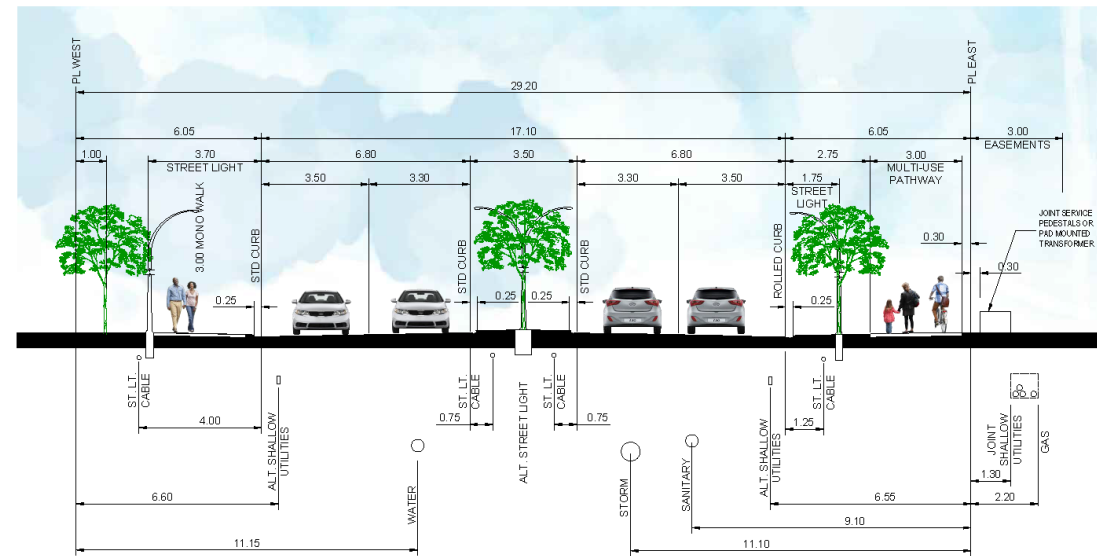 PL WEST
PL EAST
29.20
6.05
17.10
6.05
3.00
EASEMENTS
1.00
3.70
STREET LIGHT
6.80
3.50
6.80
2.75
3.00
MULTI-USE
PATHWAY
3.50
3.30
3.30
3.50
1.75
STREET
LIGHT
JOINT SERVICE
PEDESTALS OR
PAD MOUNTED
TRANSFORMER
3.00 MONO WALK
STD CURB
STD CURB
STD CURB
ROLLED CURB
0.30
0.30
0.25
0.25
0.25
0.25
ST. LT.
CABLE
ST. LT.
CABLE
ALT. STREET LIGHT
ST. LT.
CABLE
ST. LT.
CABLE
4.00
ALT. SHALLOW
UTILITIES
0.75
0.75
ALT. SHALLOW
UTILITIES
1.25
JOINT
SHALLOW
UTILITIES
GAS
1.30
6.60
WATER
STORM
SANITARY
6.55
2.20
9.10
11.15
11.10